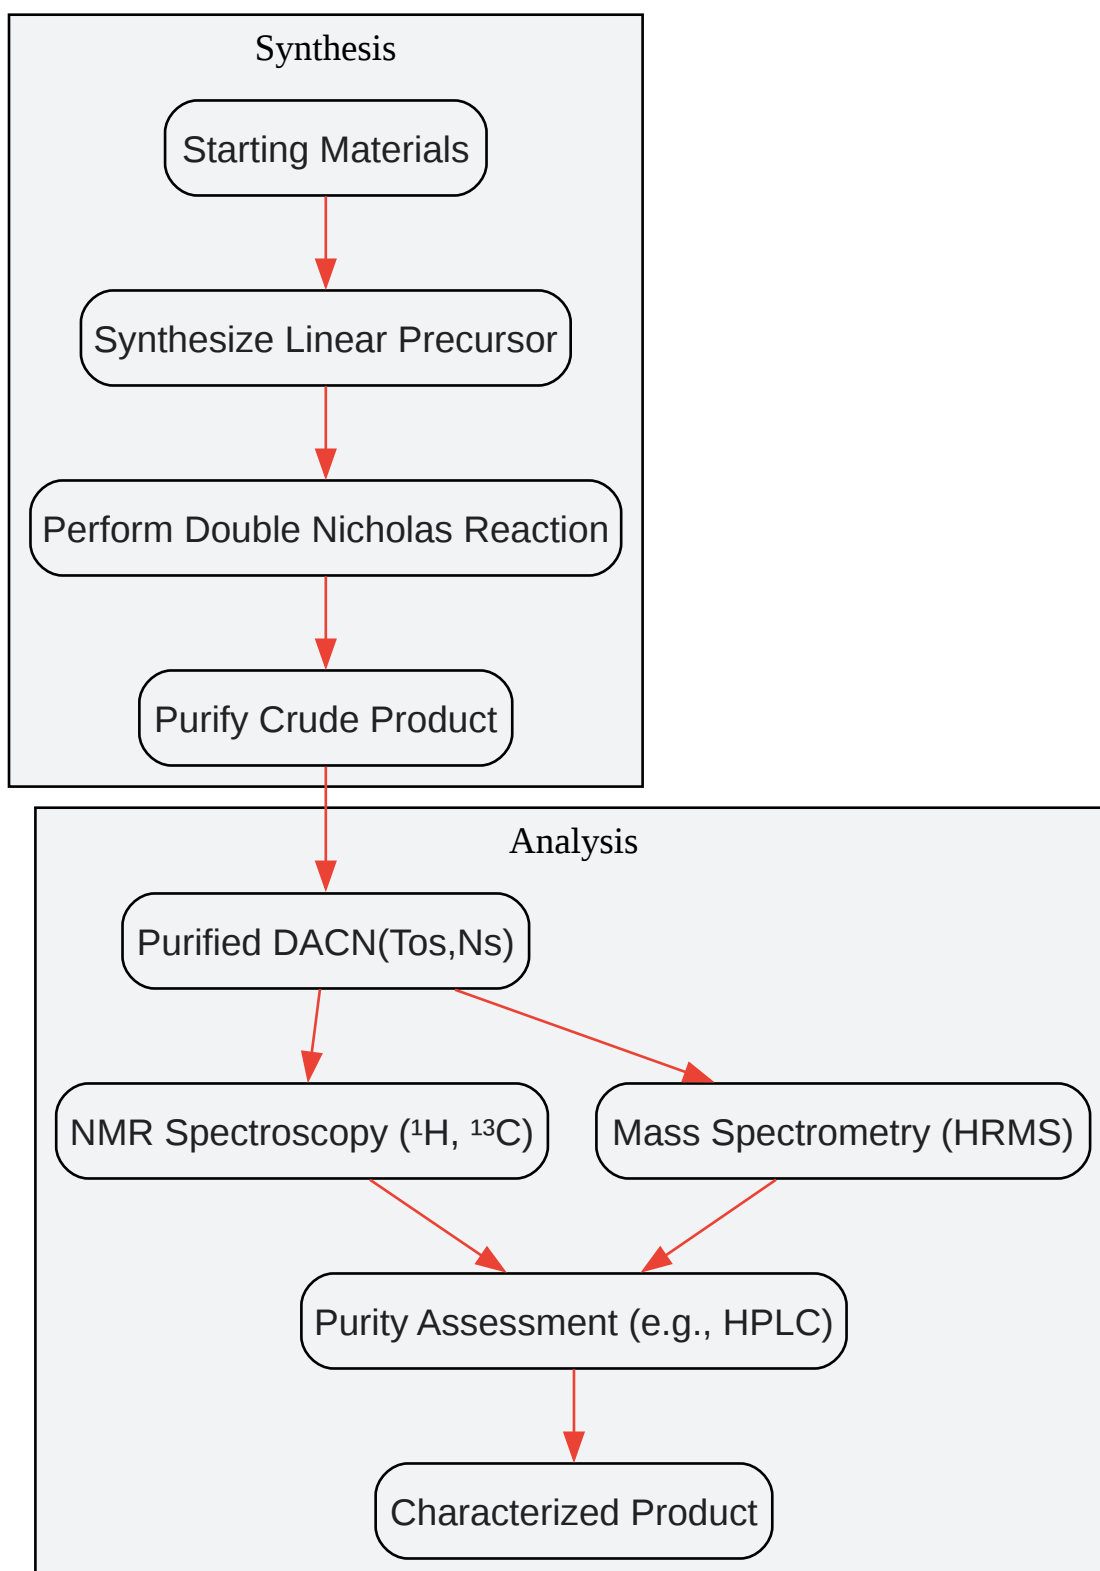 Synthesis
Starting Materials
Synthesize Linear Precursor
Perform Double Nicholas Reaction
Purify Crude Product
Analysis
Purified DACN(Tos,Ns)
NMR Spectroscopy (¹H, ¹³C)
Mass Spectrometry (HRMS)
Purity Assessment (e.g., HPLC)
Characterized Product